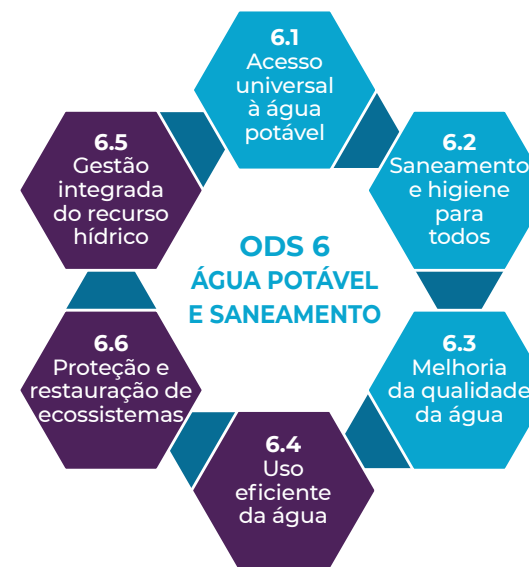 6.1
Acesso
universal
à água
potável
6.2
Saneamento
e higiene
para
todos
6.3
Melhoria
da qualidade
da água
6.4
Uso
eficiente
da água
6.6
Proteção e
restauração de
ecossistemas
6.5
Gestão
integrada
do recurso
hídrico
ODS 6
ÁGUA POTÁVEL
E SANEAMENTO